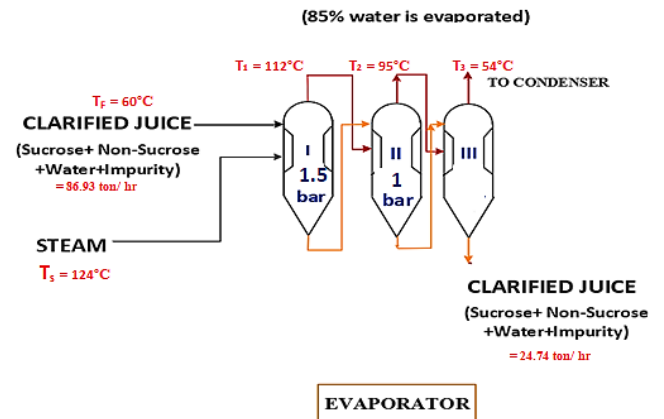 (85% water is evaporated)
T₁ = 112°C
T₂ = 95°C
T₃ = 54°C
TO CONDENSER
T_F = 60°C
CLARIFIED JUICE
(Sucrose+ Non-Sucrose
+Water+Impurity)
= 86.93 ton/ hr
I
1.5
bar
II
1
bar
III
STEAM
Tₛ = 124°C
CLARIFIED JUICE
(Sucrose+ Non-Sucrose
+Water+Impurity)
= 24.74 ton/ hr
EVAPORATOR